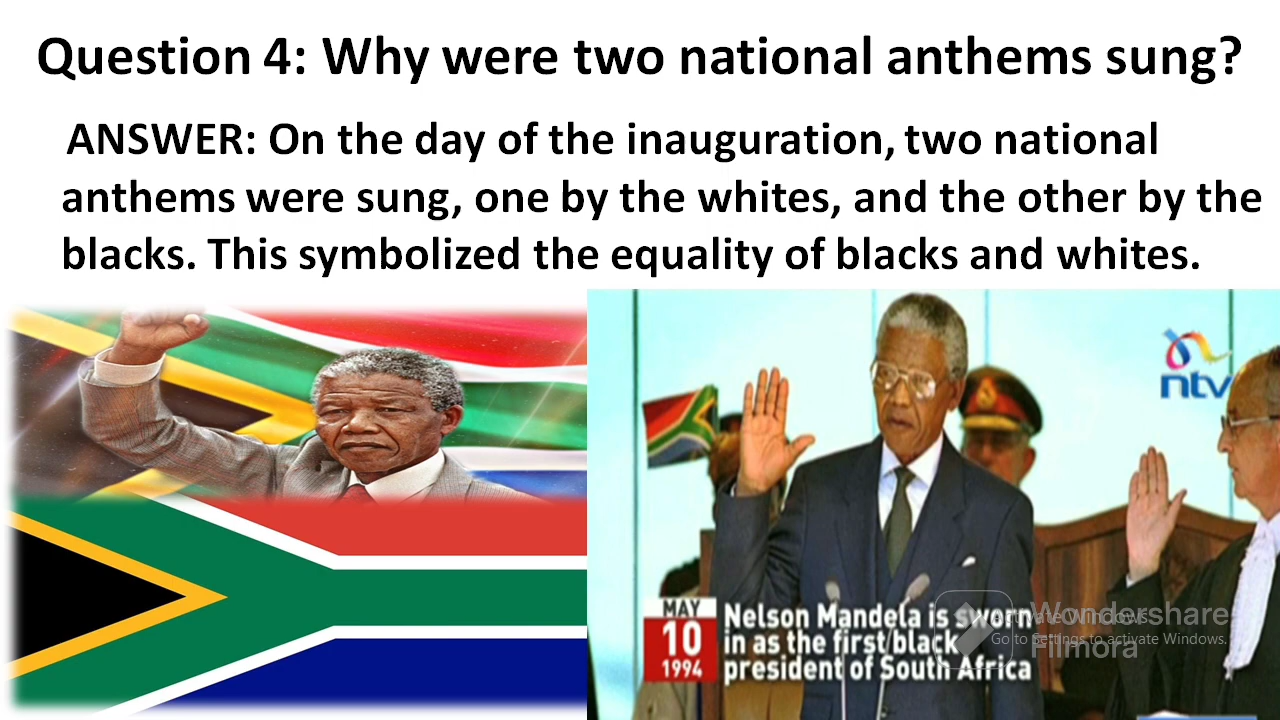 Question 4: Why were two national anthems sung?
ANSWER: On the day of the inauguration, two national
anthems were sung, one by the whites, and the other by the
blacks. This symbolized the equality of blacks and whites.
ntv
MAY
10
1994
Nelson Mandela is sworn
in as the first black
president of South Africa
Wondershare
Filmora
Activate Windows
Go to Settings to activate Windows.